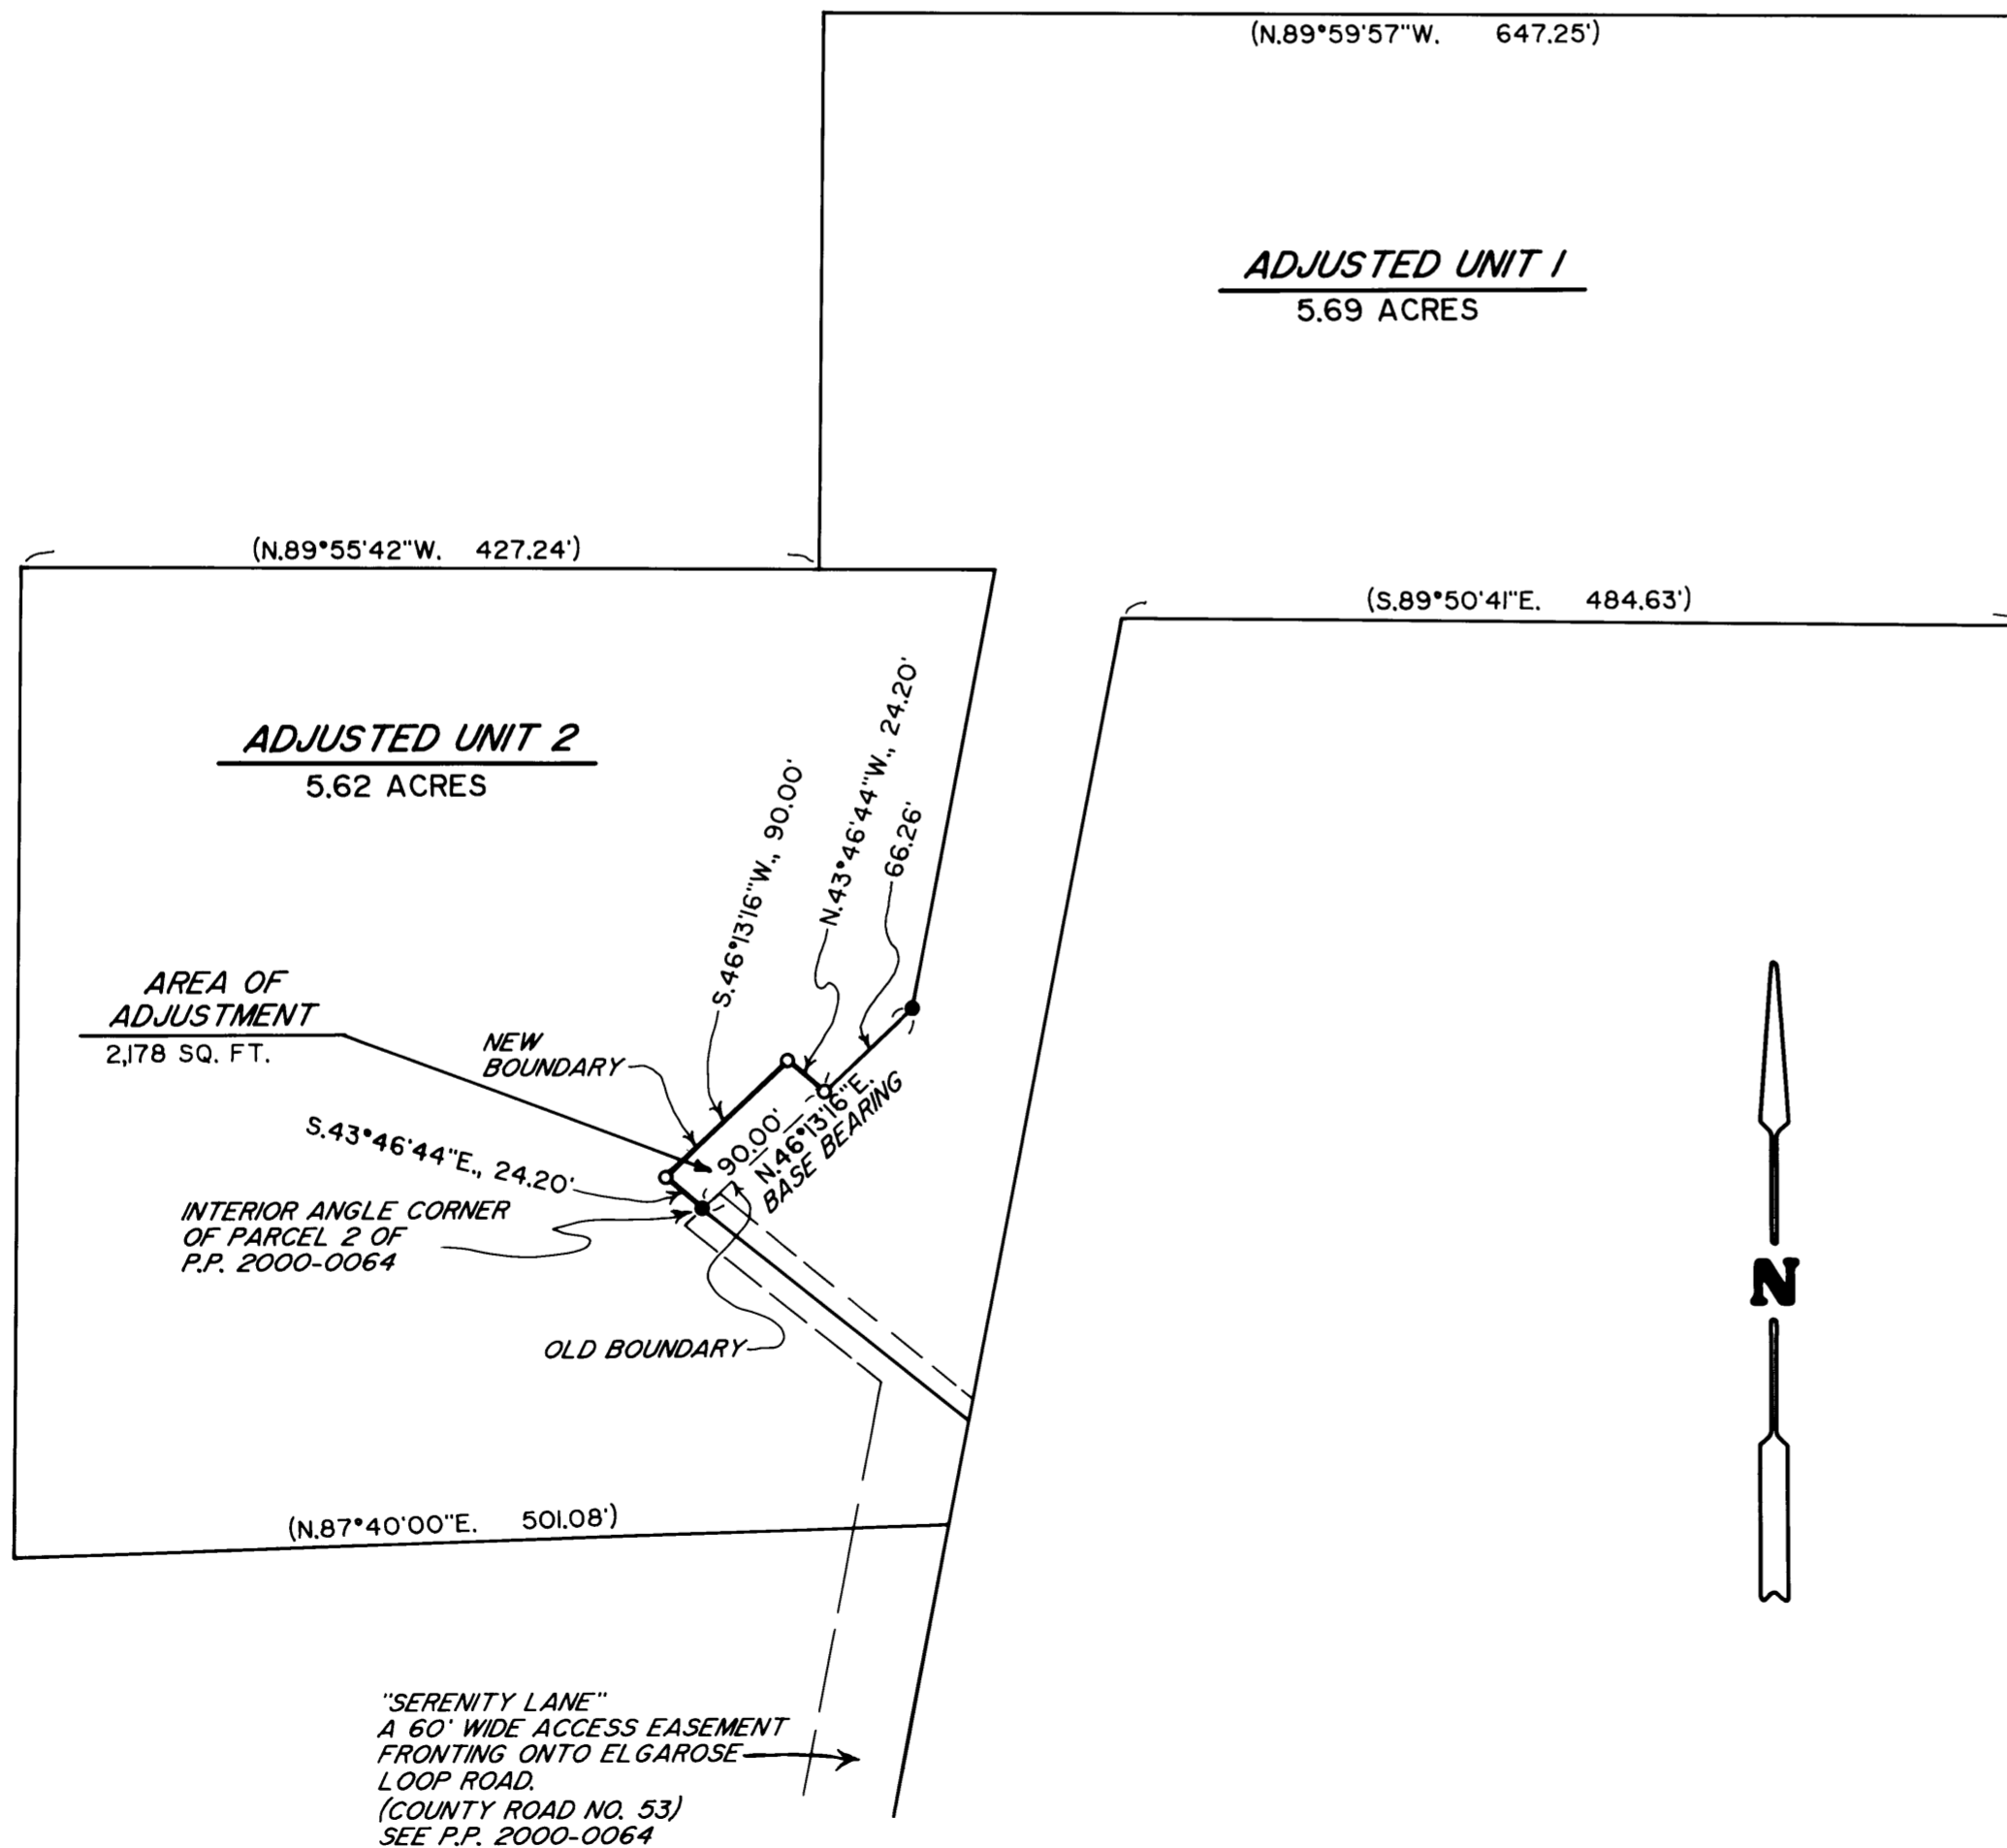 (N.89°59'57"W. 647.25')
ADJUSTED UNIT 1
5.69 ACRES
(N.89°55'42"W. 427.24')
(S.89°50'41"E. 484.63')
ADJUSTED UNIT 2
5.62 ACRES
S.46°13'16"W., 90.00'
N.43°46'44"W., 24.20'
66.26'
AREA OF
ADJUSTMENT
2,178 SQ. FT.
NEW
BOUNDARY
90.00'
N.46°13'16"E.
BASE BEARING
S.43°46'44"E., 24.20'
INTERIOR ANGLE CORNER
OF PARCEL 2 OF
P.P. 2000-0064
OLD BOUNDARY
N
(N.87°40'00"E. 501.08')
"SERENITY LANE"
A 60' WIDE ACCESS EASEMENT
FRONTING ONTO ELGAROSE
LOOP ROAD.
(COUNTY ROAD NO. 53)
SEE P.P. 2000-0064